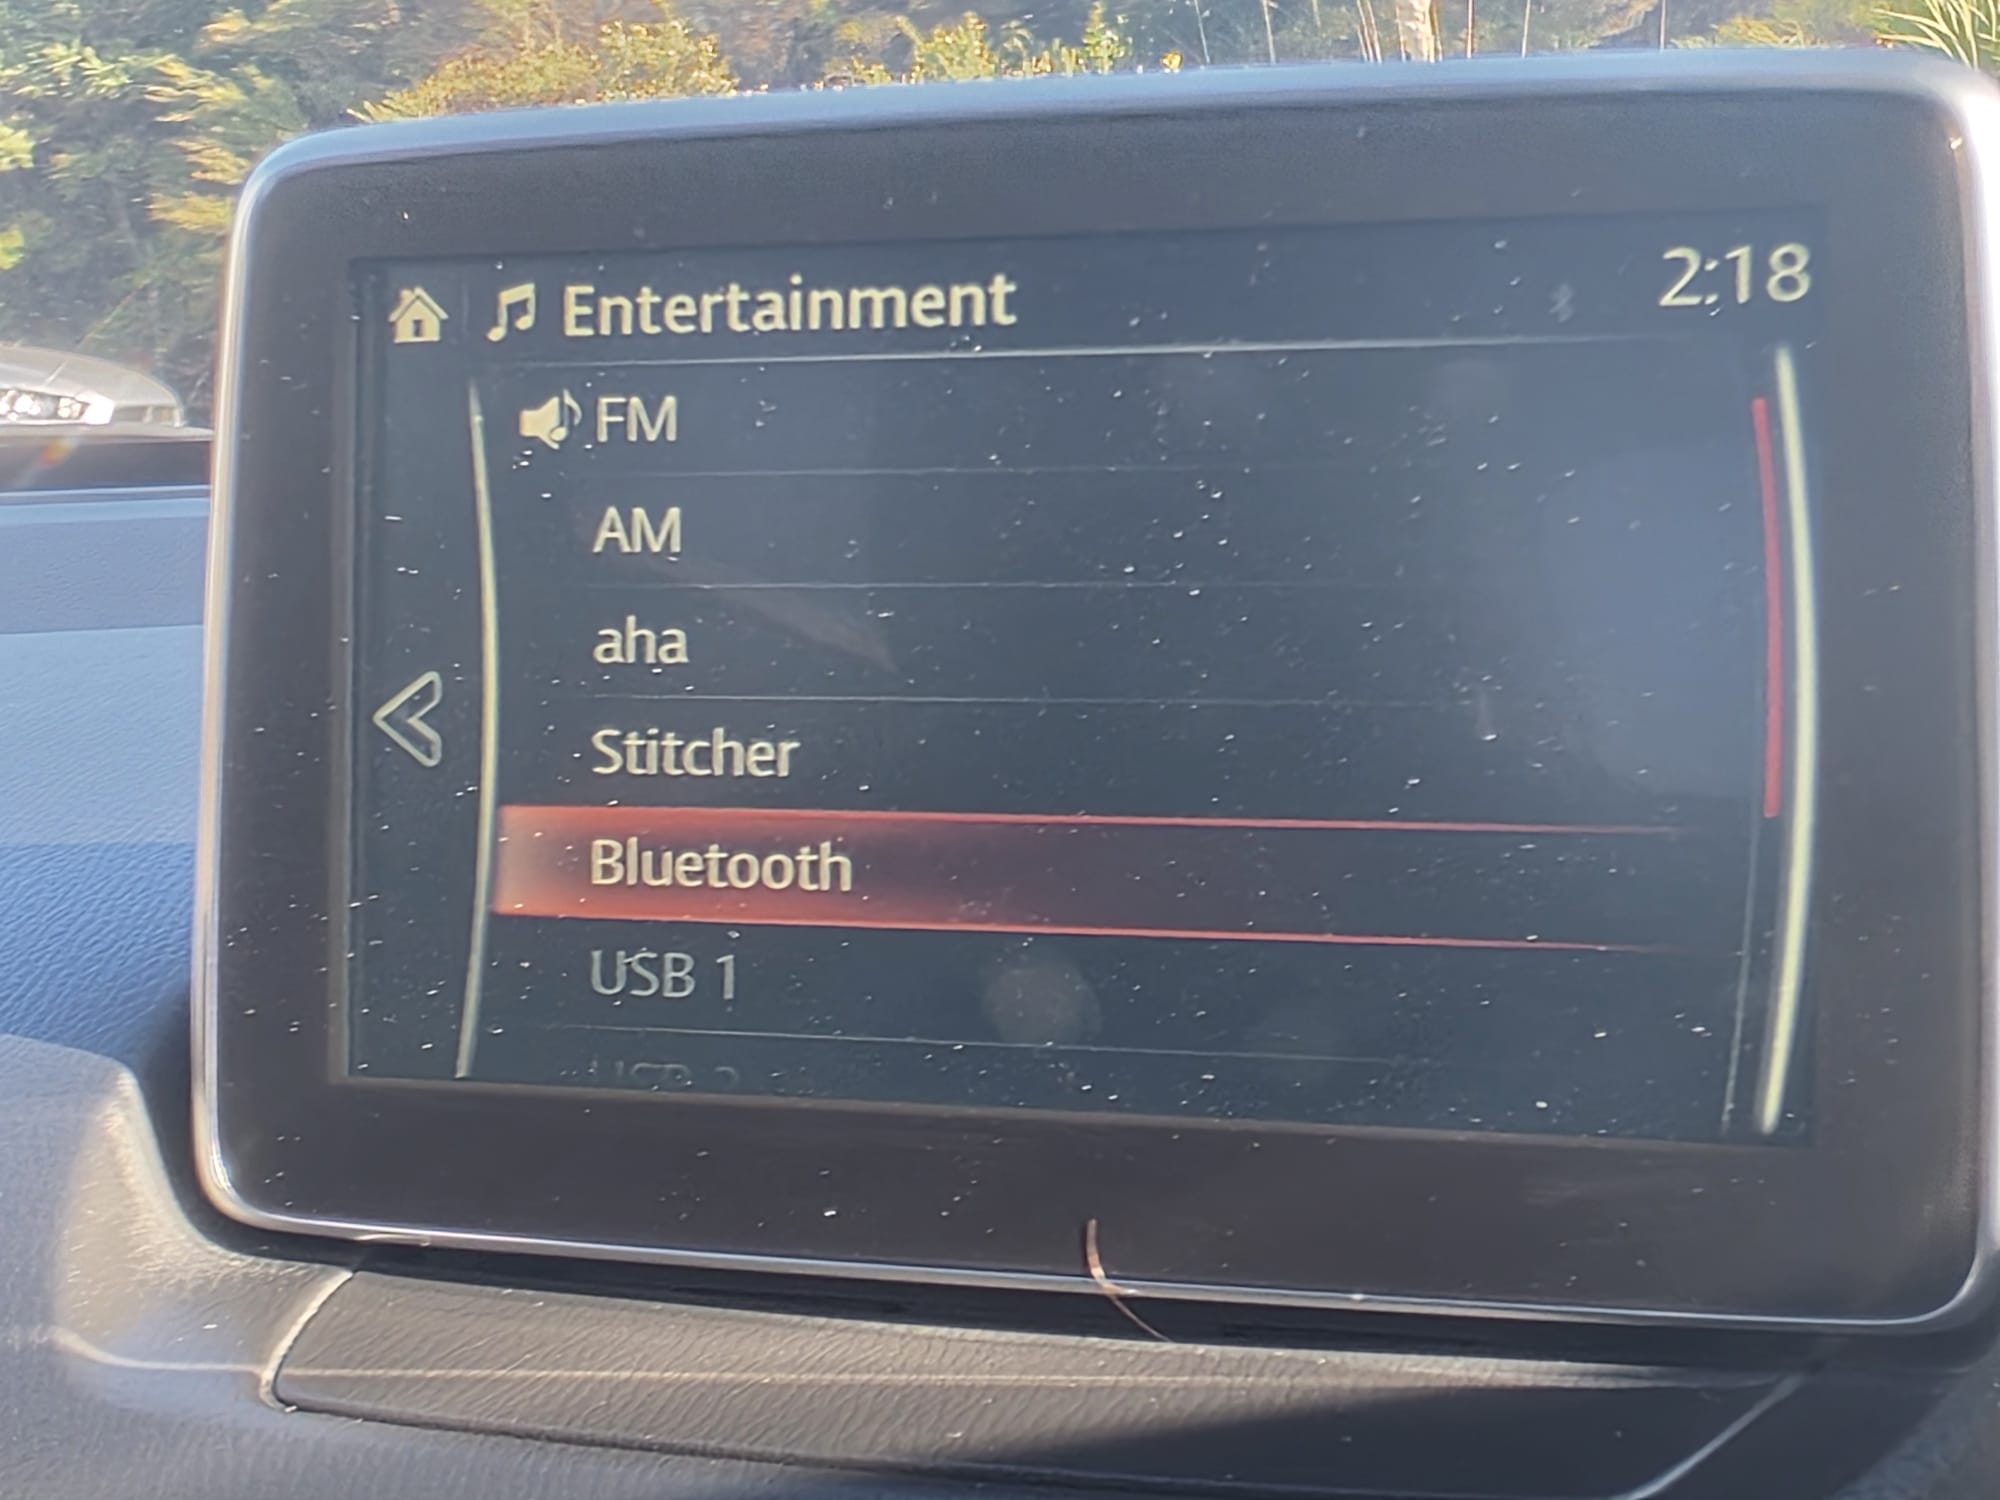 Entertainment 2:18
FM
AM
aha
Stitcher
Bluetooth
USB 1